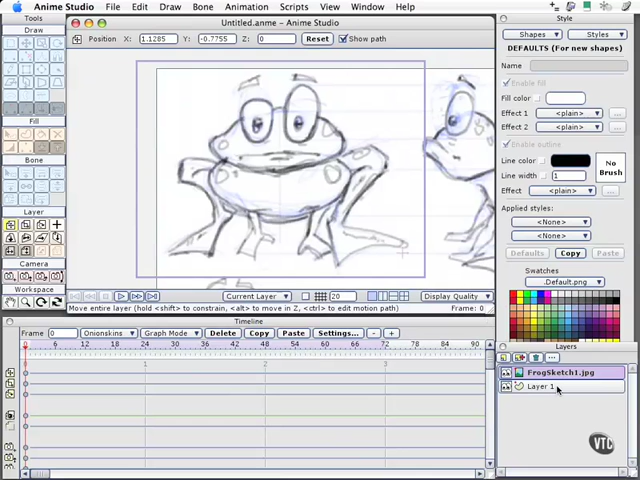 Anime Studio File Edit Draw Bone Animation Scripts View Window Help
Untitled.anme - Anime Studio
Tools
Draw
Fill
Bone
Layer
Camera
Workspace
Position X: 1.1285 Y: -0.7755 Z: 0 Reset Show path
Current Layer 20 Display Quality
Move entire layer (hold <shift> to constrain, <alt> to move in Z, <ctrl> to edit motion path) Frame: 0
Timeline
Frame 0 Onionskins Graph Mode Delete Copy Paste Settings... - +
0 6 12 18 24 30 36 42 48 54 60 66 72 78 84 90 96 102
1 2 3
Style
Shapes Styles
DEFAULTS (For new shapes)
Name
Enable fill
Fill color
Effect 1 <plain> ...
Effect 2 <plain> ...
Enable outline
Line color
Line width 1
No Brush
Effect <plain> ...
Applied styles:
<None>
<None>
Defaults Copy Paste
Swatches
.Default.png
Layers
FrogSketch1.jpg
Layer 1
VTC